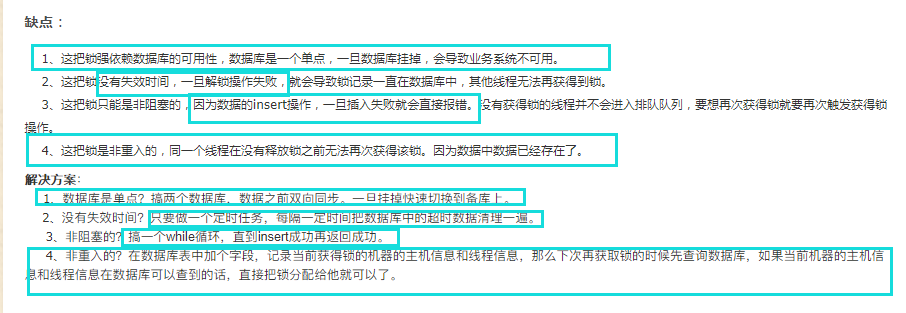 缺点：
1、这把锁强依赖数据库的可用性，数据库是一个单点，一旦数据库挂掉，会导致业务系统不可用。
2、这把锁没有失效时间，一旦解锁操作失败，就会导致锁记录一直在数据库中，其他线程无法再获得到锁。
3、这把锁只能是非阻塞的，因为数据的insert操作，一旦插入失败就会直接报错。没有获得锁的线程并不会进入排队队列，要想再次获得锁就要再次触发获得锁
操作。
4、这把锁是非重入的，同一个线程在没有释放锁之前无法再次获得该锁。因为数据中数据已经存在了。
解决方案：
1、数据库是单点？搞两个数据库，数据之前双向同步。一旦挂掉快速切换到备库上。
2、没有失效时间？只要做一个定时任务，每隔一定时间把数据库中的超时数据清理一遍。
3、非阻塞的？搞一个while循环，直到insert成功再返回成功。
4、非重入的？在数据库表中加个字段，记录当前获得锁的机器的主机信息和线程信息，那么下次再获取锁的时候先查询数据库，如果当前机器的主机信
息和线程信息在数据库可以查到的话，直接把锁分配给他就可以了。